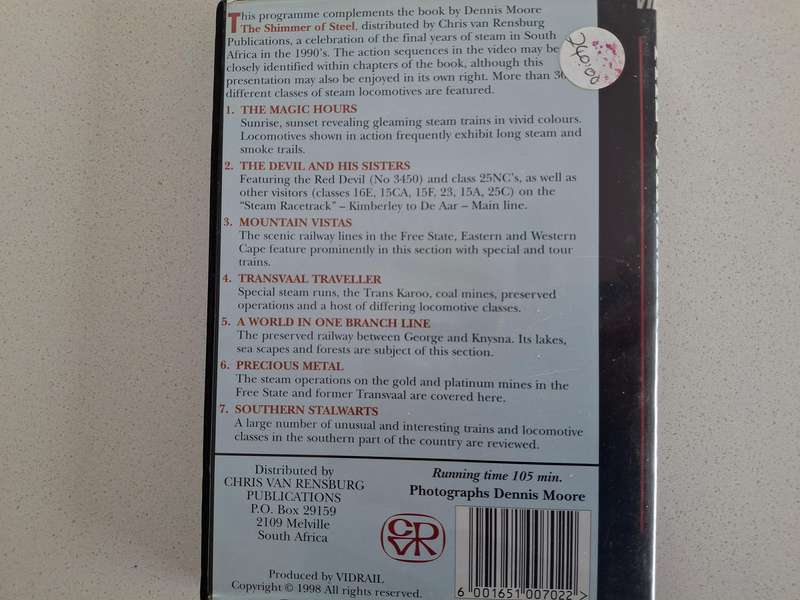 This programme complements the book by Dennis Moore
The Shimmer of Steel, distributed by Chris van Rensburg
Publications, a celebration of the final years of steam in South
Africa in the 1990's. The action sequences in the video may be
closely identified within chapters of the book, although this
presentation may also be enjoyed in its own right. More than
different classes of steam locomotives are featured.
240.00
1. THE MAGIC HOURS
Sunrise, sunset revealing gleaming steam trains in vivid colours.
Locomotives shown in action frequently exhibit long steam and
smoke trails.
2. THE DEVIL AND HIS SISTERS
Featuring the Red Devil (No 3450) and class 25NC's, as well as
other visitors (classes 16E, 15CA, 15F, 23, 15A, 25C) on the
“Steam Racetrack” – Kimberley to De Aar – Main line.
3. MOUNTAIN VISTAS
The scenic railway lines in the Free State, Eastern and Western
Cape feature prominently in this section with special and tour
trains.
4. TRANSVAAL TRAVELLER
Special steam runs, the Trans Karoo, coal mines, preserved
operations and a host of differing locomotive classes.
5. A WORLD IN ONE BRANCH LINE
The preserved railway between George and Knysna. Its lakes,
sea scapes and forests are subject of this section.
6. PRECIOUS METAL
The steam operations on the gold and platinum mines in the
Free State and former Transvaal are covered here.
7. SOUTHERN STALWARTS
A large number of unusual and interesting trains and locomotive
classes in the southern part of the country are reviewed.
Distributed by
CHRIS VAN RENSBURG
PUBLICATIONS
P.O. Box 29159
2109 Melville
South Africa
Produced by VIDRAIL
Copyright © 1998 All rights reserved.
Running time 105 min.
Photographs Dennis Moore
CP
VR
6 001651 007022 >